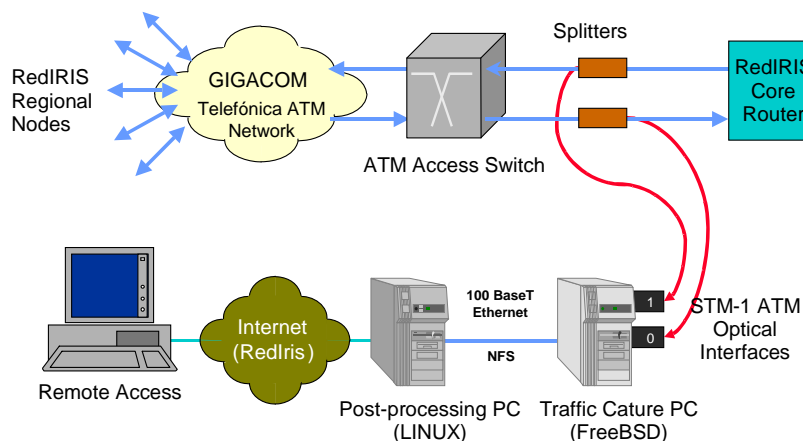 Splitters
RedIRIS
Regional
Nodes
GIGACOM
Telefónica ATM
Network
ATM Access Switch
RedIRIS
Core
Router
Remote Access
Internet
(RedIris)
100 BaseT
Ethernet
NFS
Post-processing PC
(LINUX)
1
0
STM-1 ATM
Optical
Interfaces
Traffic Cature PC
(FreeBSD)